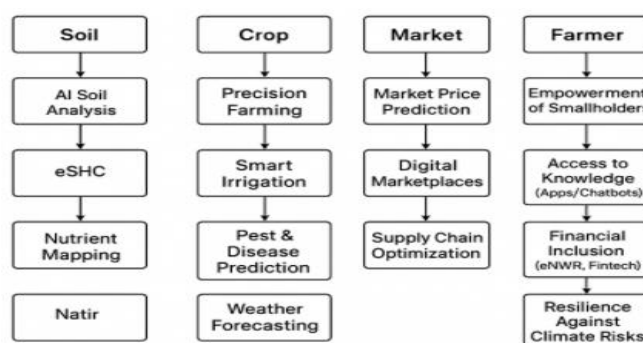 Soil
AI Soil
Analysis
eSHC
Nutrient
Mapping
Natir
Crop
Precision
Farming
Smart
Irrigation
Pest &
Disease
Prediction
Weather
Forecasting
Market
Market Price
Prediction
Digital
Marketplaces
Supply Chain
Optimization
Farmer
Empowerment
of Smallholders
Access to
Knowledge
(Apps/Chatbots)
Financial
Inclusion
(eNWR, Fintech)
Resilience
Against
Climate Risks